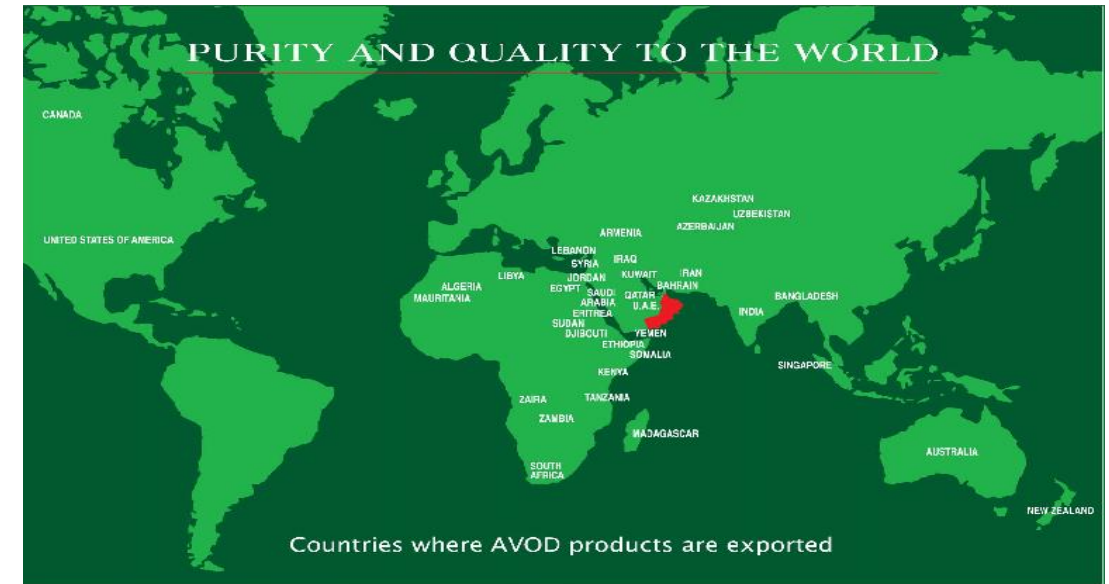 PURITY AND QUALITY TO THE WORLD
CANADA
KAZAKHSTAN
UZBEKISTAN
AZERBAIJAN
ARMENIA
UNITED STATES OF AMERICA
LEBANON
SYRIA
IRAQ
LIBYA
JORDAN
KUWAIT
IRAN
ALGERIA
EGYPT
BAHRAIN
MAURITANIA
SAUDI
ARABIA
QATAR
U.A.E.
BANGLADESH
INDIA
ERITREA
SUDAN
DJIBOUTI
YEMEN
ETHIOPIA
SOMALIA
SINGAPORE
KENYA
ZAIRA
TANZANIA
ZAMBIA
MADAGASCAR
AUSTRALIA
SOUTH
AFRICA
NEW ZEALAND
Countries where AVOD products are exported